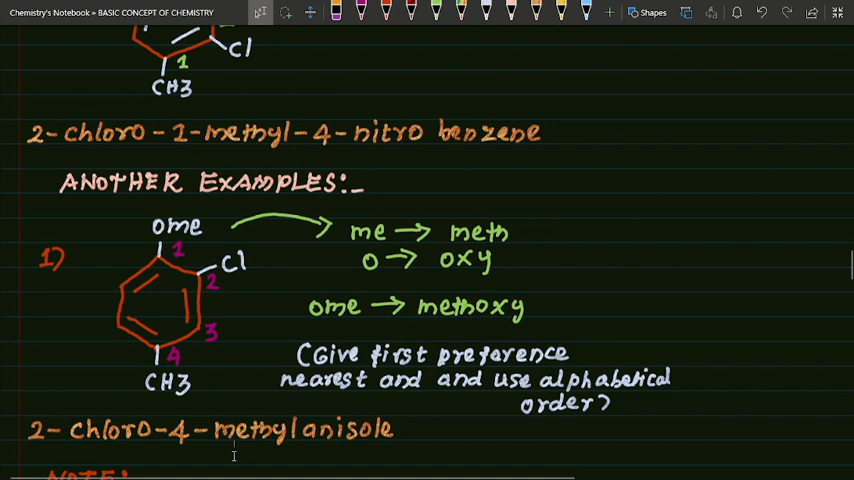 Chemistry's Notebook » BASIC CONCEPT OF CHEMISTRY
Shapes
Cl
1
CH3
2-chloro-1-methyl-4-nitro benzene
ANOTHER EXAMPLES:-
ome
me → meth
1)
1
Cl
o → oxy
2
ome → methoxy
3
4
(Give first preference
CH3
nearest and and use alphabetical
order)
2-chloro-4-methylanisole
NOTE: